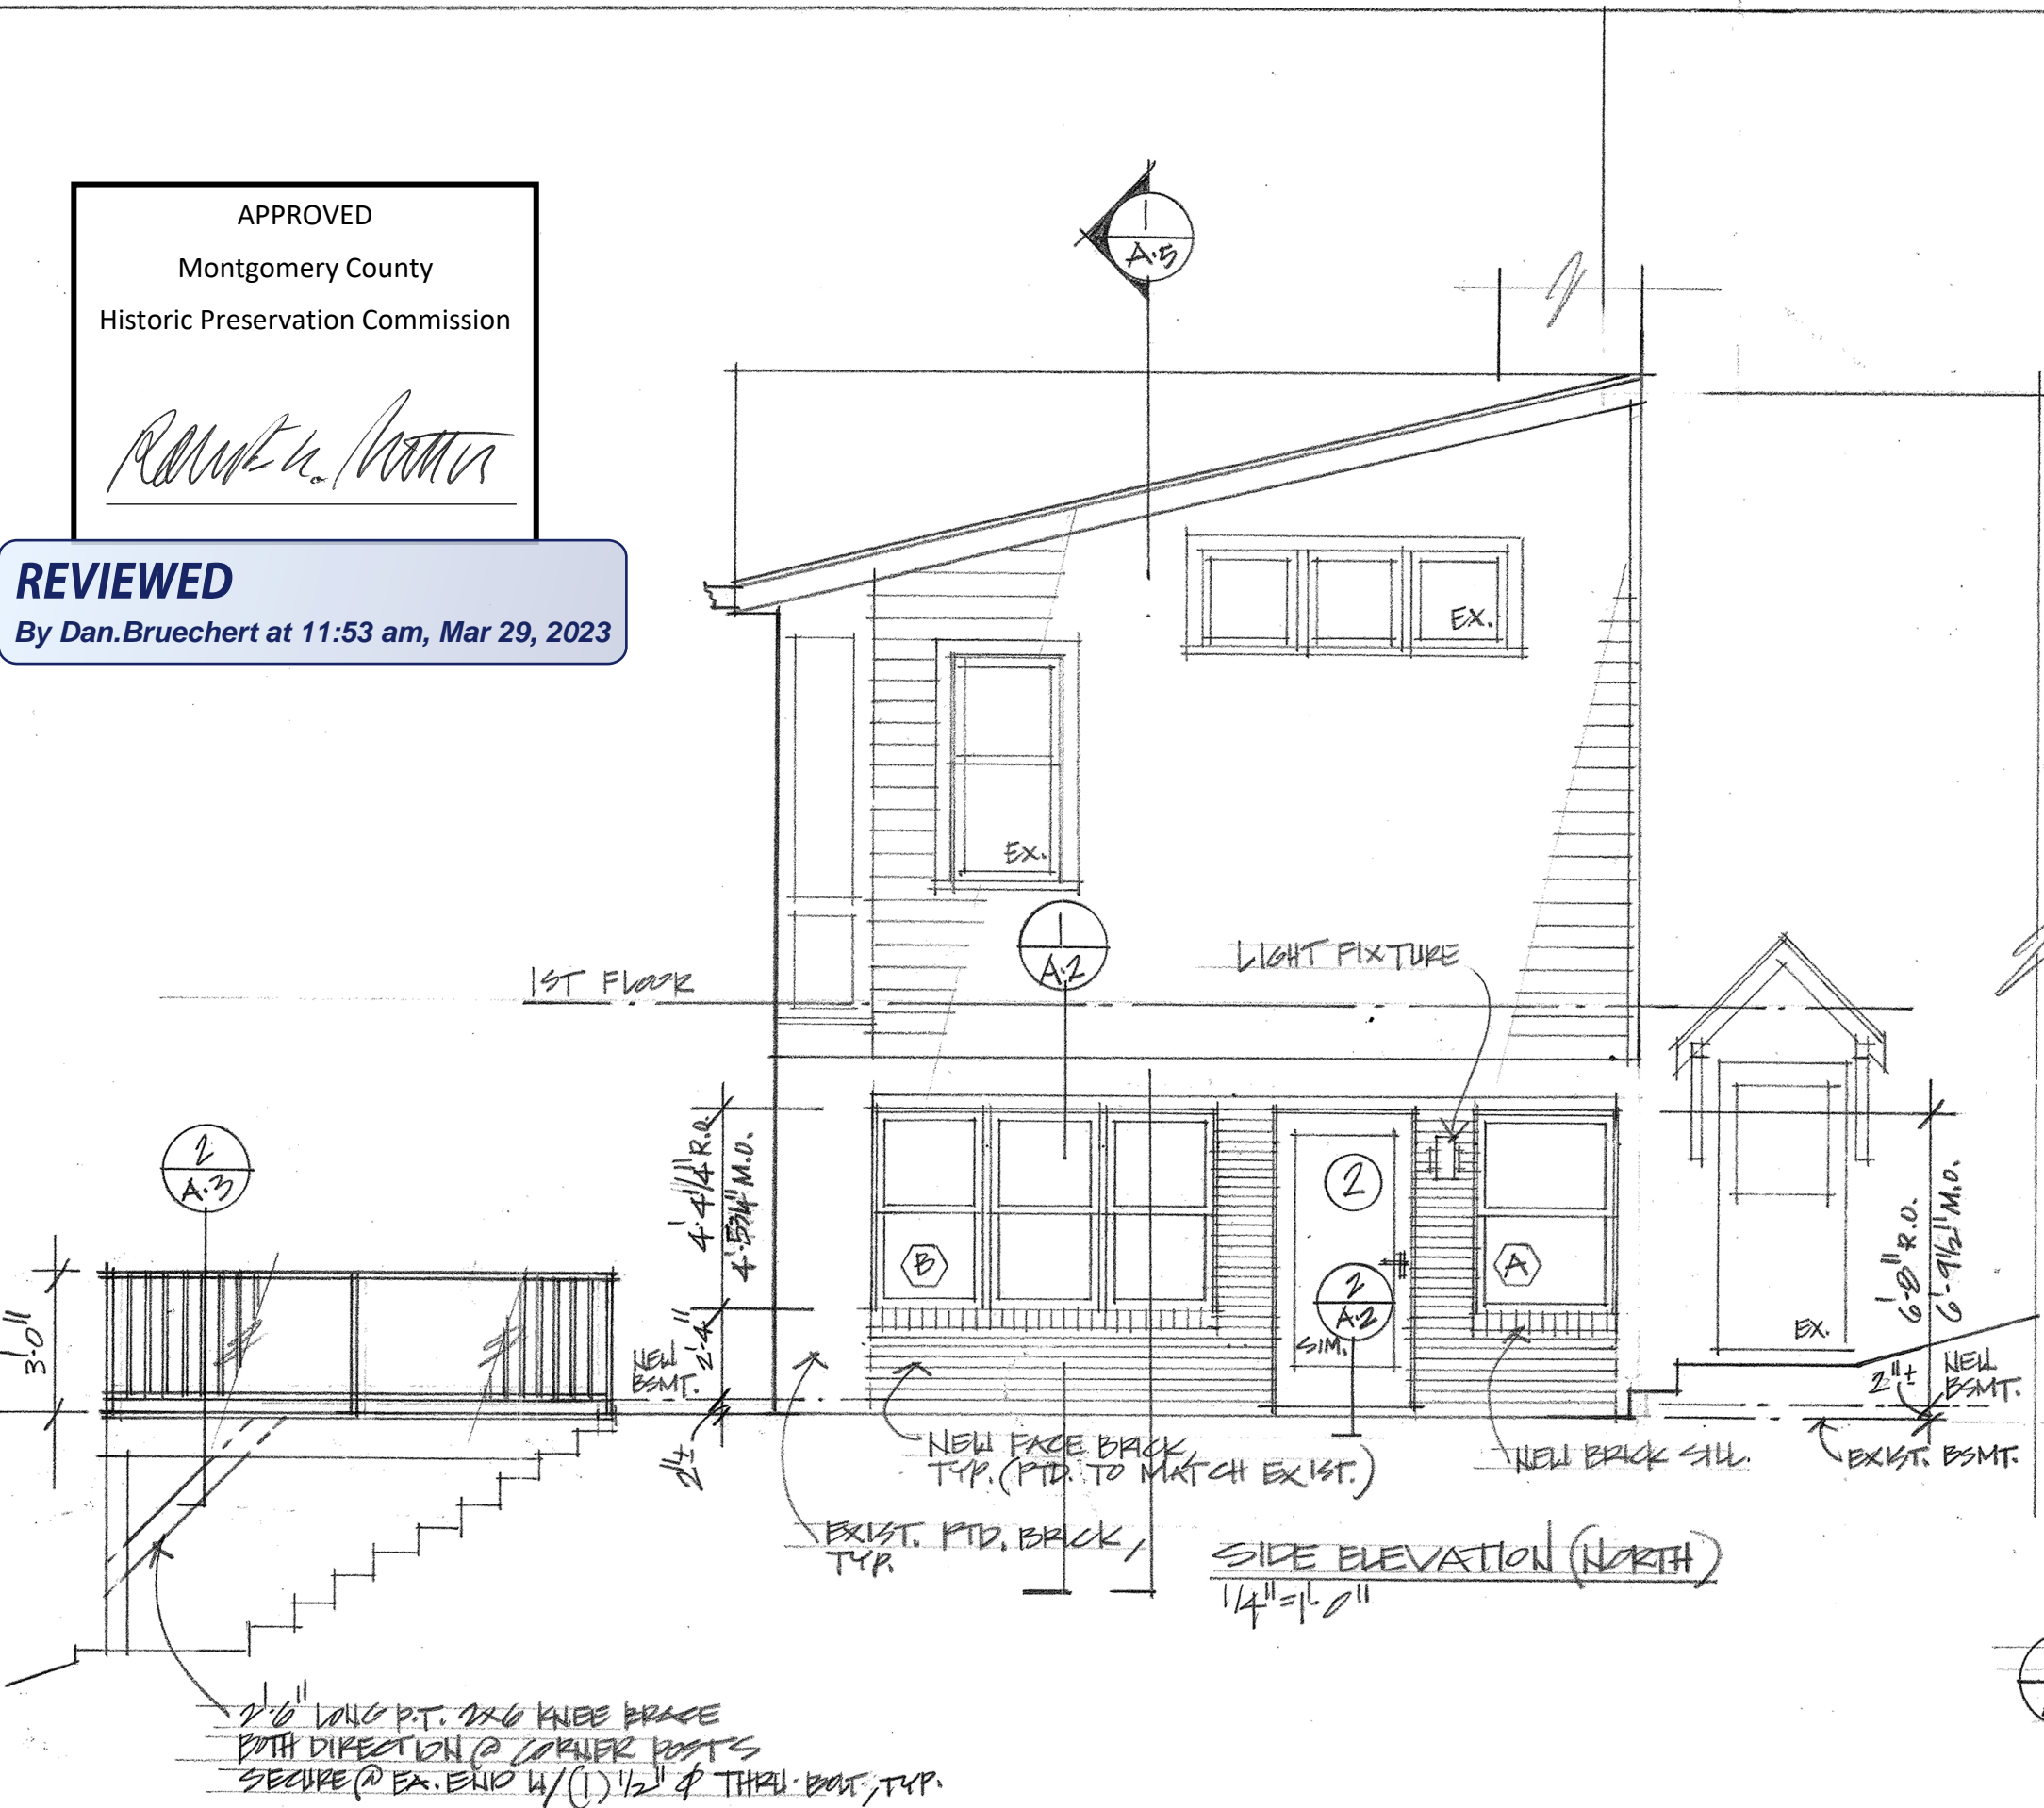 APPROVED
Montgomery County
Historic Preservation Commission
REVIEWED
By Dan.Bruechert at 11:53 am, Mar 29, 2023
1
A.5
EX.
EX.
1
A.2
LIGHT FIXTURE
1ST FLOOR
2
A.3
4'-4 1/4" R.O.
4'-5 3/4" M.O.
2
B
A
2
A.2
SIM.
6'-8" R.O.
6'-9 1/2" M.O.
EX.
3'-0"
NEW
BSMT.
2'-4"
2"±
2"±
NEW
BSMT.
NEW FACE BRICK,
TYP. (PTD. TO MATCH EXIST.)
NEW BRICK SILL.
EXIST. BSMT.
EXIST. PTD. BRICK,
TYP.
SIDE ELEVATION (NORTH)
1/4"=1'-0"
2'-6" LONG P.T. 2x6 KNEE BRACE
BOTH DIRECTION @ CORNER POSTS
SECURE @ EA. END W/(1) 1/2" φ THRU-BOLT, TYP.